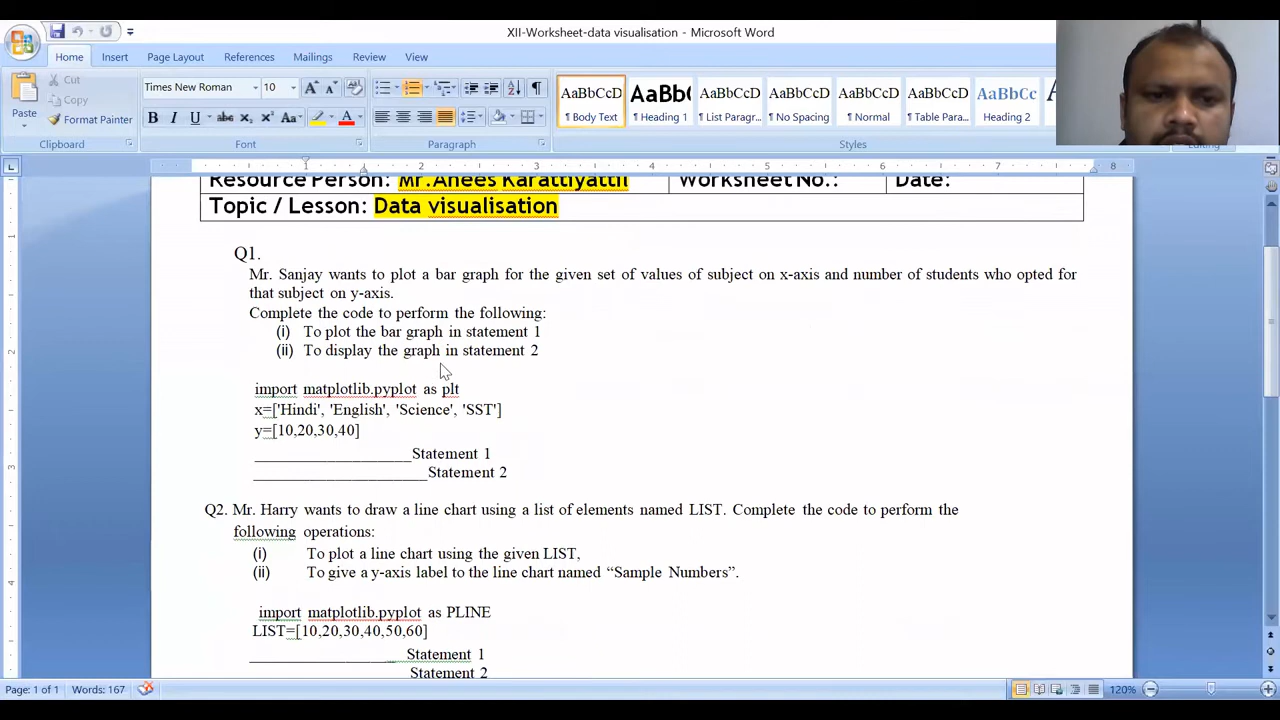 XII-Worksheet-data visualisation - Microsoft Word
Home Insert Page Layout References Mailings Review View
Paste Cut Copy Format Painter
Times New Roman 10
AaBbCcD AaBb( AaBbCcD AaBbCcD AaBbCcD AaBbCcD AaBbCc
¶ Body Text ¶ Heading 1 ¶ List Paragr... ¶ No Spacing ¶ Normal ¶ Table Para... ¶ Heading 2
Clipboard Font Paragraph Styles
Resource Person: Mr.Anees Karattiyattil Worksheet No.: Date:
Topic / Lesson: Data visualisation
Q1.
Mr. Sanjay wants to plot a bar graph for the given set of values of subject on x-axis and number of students who opted for
that subject on y-axis.
Complete the code to perform the following:
(i) To plot the bar graph in statement 1
(ii) To display the graph in statement 2
import matplotlib.pyplot as plt
x=['Hindi', 'English', 'Science', 'SST']
y=[10,20,30,40]
___________________Statement 1
_____________________Statement 2
Q2. Mr. Harry wants to draw a line chart using a list of elements named LIST. Complete the code to perform the
following operations:
(i) To plot a line chart using the given LIST,
(ii) To give a y-axis label to the line chart named “Sample Numbers”.
import matplotlib.pyplot as PLINE
LIST=[10,20,30,40,50,60]
__________________ Statement 1
Statement 2
Page: 1 of 1 Words: 167 120%